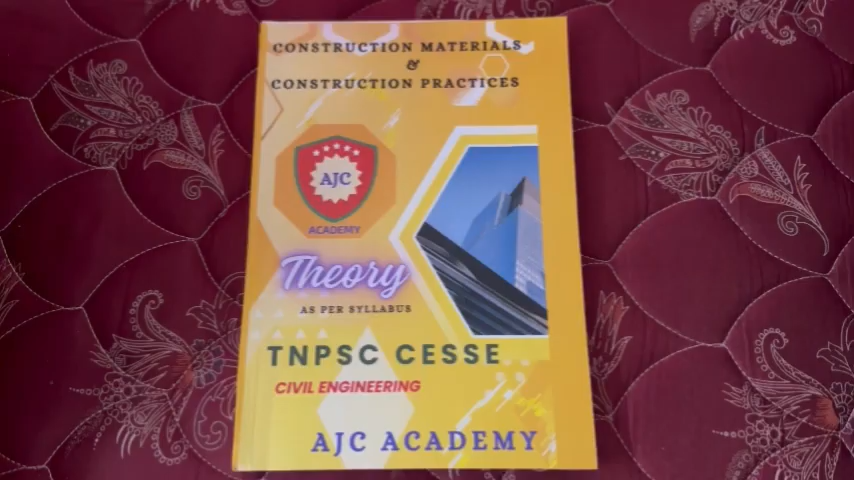 CONSTRUCTION MATERIALS
&
CONSTRUCTION PRACTICES
AJC
ACADEMY
Theory
AS PER SYLLABUS
TNPSC CESSE
CIVIL ENGINEERING
AJC ACADEMY